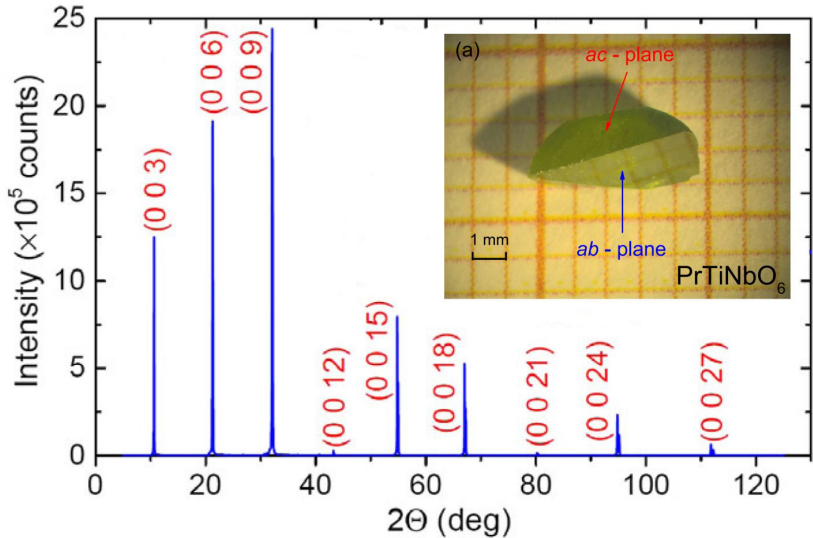 25
20
15
10
5
0
Intensity (×10⁵ counts)
(0 0 3)
(0 0 6)
(0 0 9)
(0 0 12)
(0 0 15)
(0 0 18)
(0 0 21)
(0 0 24)
(0 0 27)
(a)
ac - plane
1 mm
ab - plane
PrTiNbO₆
0 20 40 60 80 100 120
2Θ (deg)